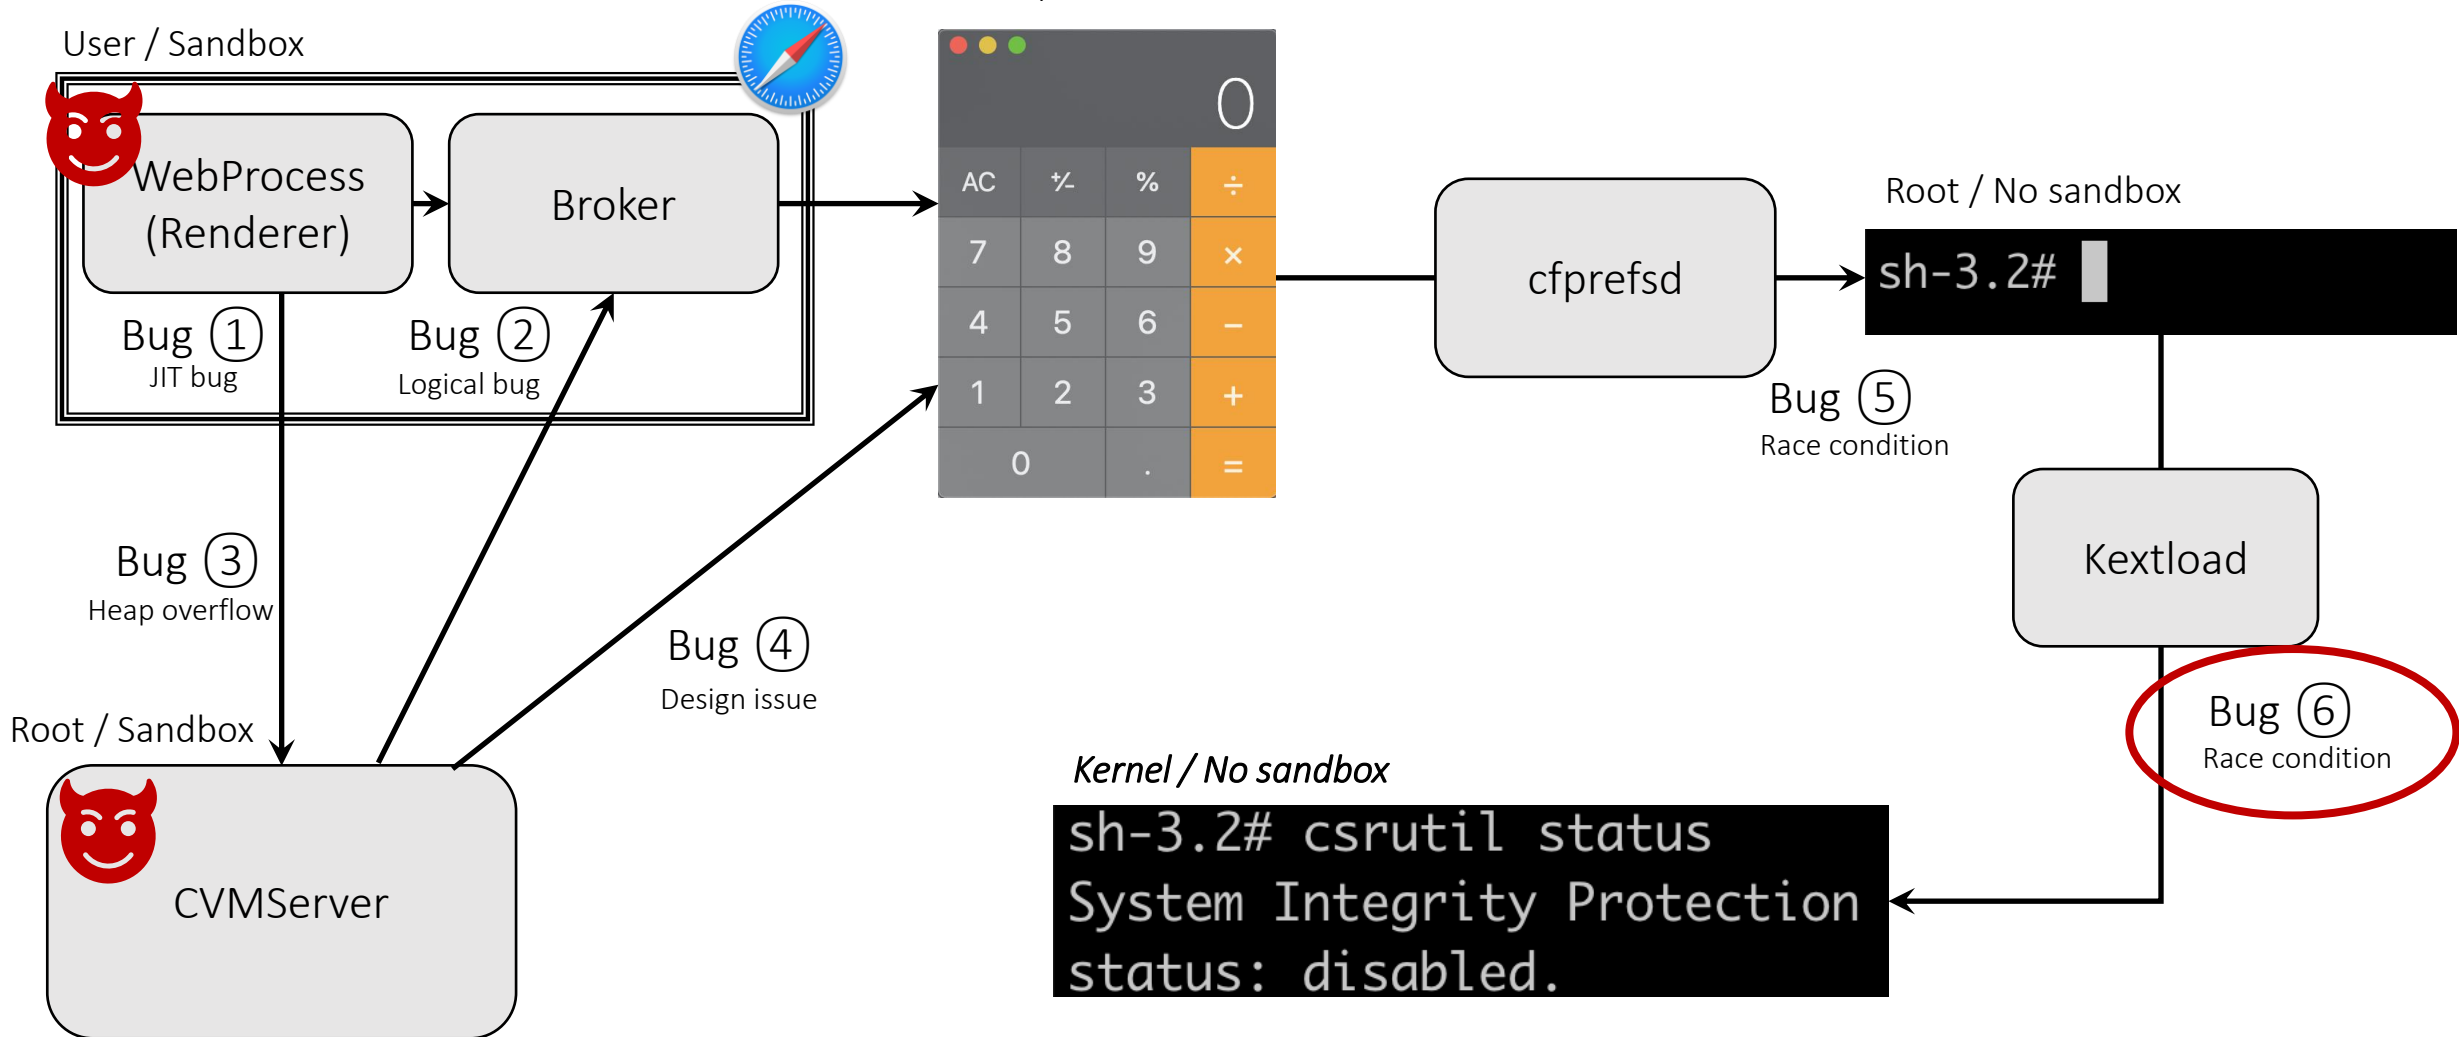 User / Sandbox
WebProcess
(Renderer)
Broker
Bug ①
JIT bug
Bug ②
Logical bug
0
AC
⁺∕₋
%
÷
7
8
9
×
4
5
6
−
1
2
3
+
0
.
=
cfprefsd
Root / No sandbox
sh-3.2#
Bug ⑤
Race condition
Kextload
Bug ③
Heap overflow
Bug ④
Design issue
Bug ⑥
Race condition
Root / Sandbox
CVMServer
Kernel / No sandbox
sh-3.2# csrutil status
System Integrity Protection
status: disabled.